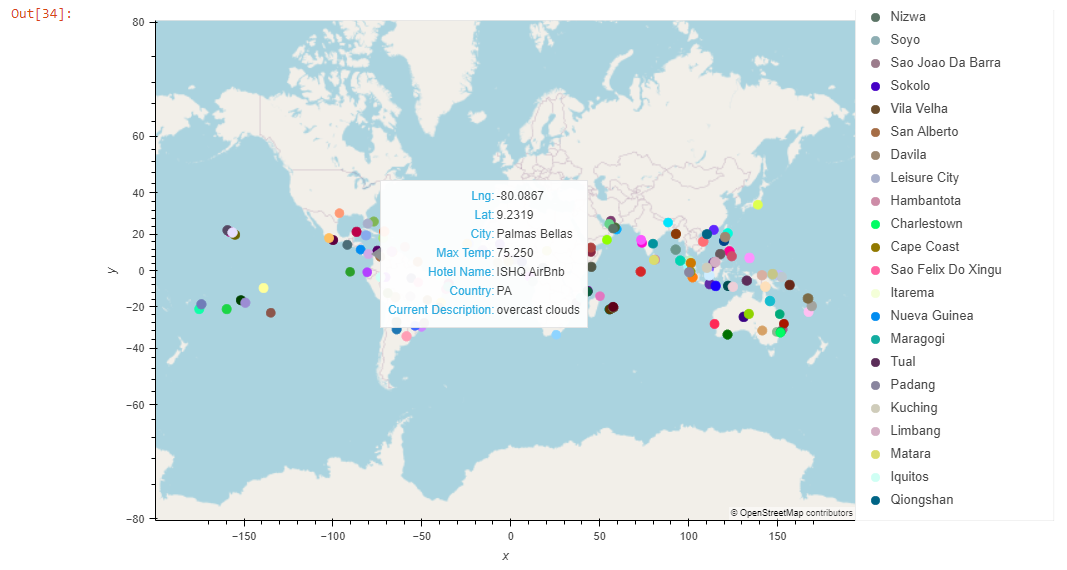 Out[34]:
80
60
40
20
0
−20
−40
−60
−80
y
−150
−100
−50
0
50
100
150
x
Lng: -80.0867
Lat: 9.2319
City: Palmas Bellas
Max Temp: 75.250
Hotel Name: ISHQ AirBnb
Country: PA
Current Description: overcast clouds
© OpenStreetMap contributors
Nizwa
Soyo
Sao Joao Da Barra
Sokolo
Vila Velha
San Alberto
Davila
Leisure City
Hambantota
Charlestown
Cape Coast
Sao Felix Do Xingu
Itarema
Nueva Guinea
Maragogi
Tual
Padang
Kuching
Limbang
Matara
Iquitos
Qiongshan